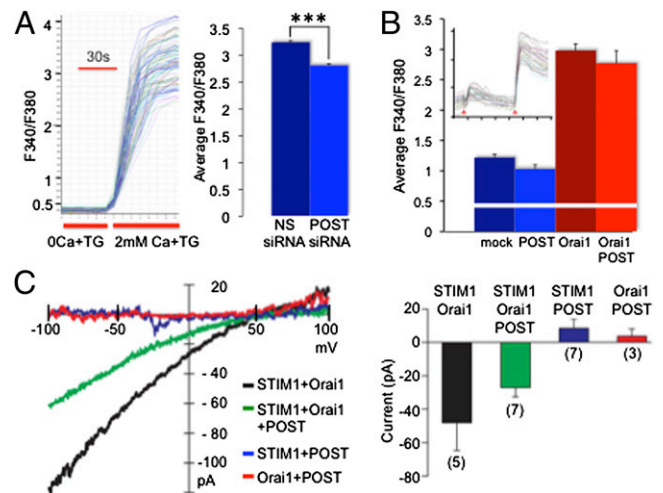 A
4
3
2
1
0.5
F340/F380
30s
0Ca+TG 2mM Ca+TG
3.5
3
2.5
2
1.5
1
0.5
0
Average F340/F380
***
NS POST
siRNA siRNA
B
3.5
3
2.5
2
1.5
1
0.5
0
Average F340/F380
mock POST Orai1 Orai1
POST
C
20
-100 -50 50 100
mV
- 40
- 60
- 80
-100
pA
STIM1+Orai1
STIM1+Orai1
+POST
STIM1+POST
Orai1+POST
STIM1 STIM1 STIM1 Orai1
Orai1 Orai1 POST POST
POST
20
0
-20
-40
-60
-80
Current (pA)
(5)
(7)
(7)
(3)